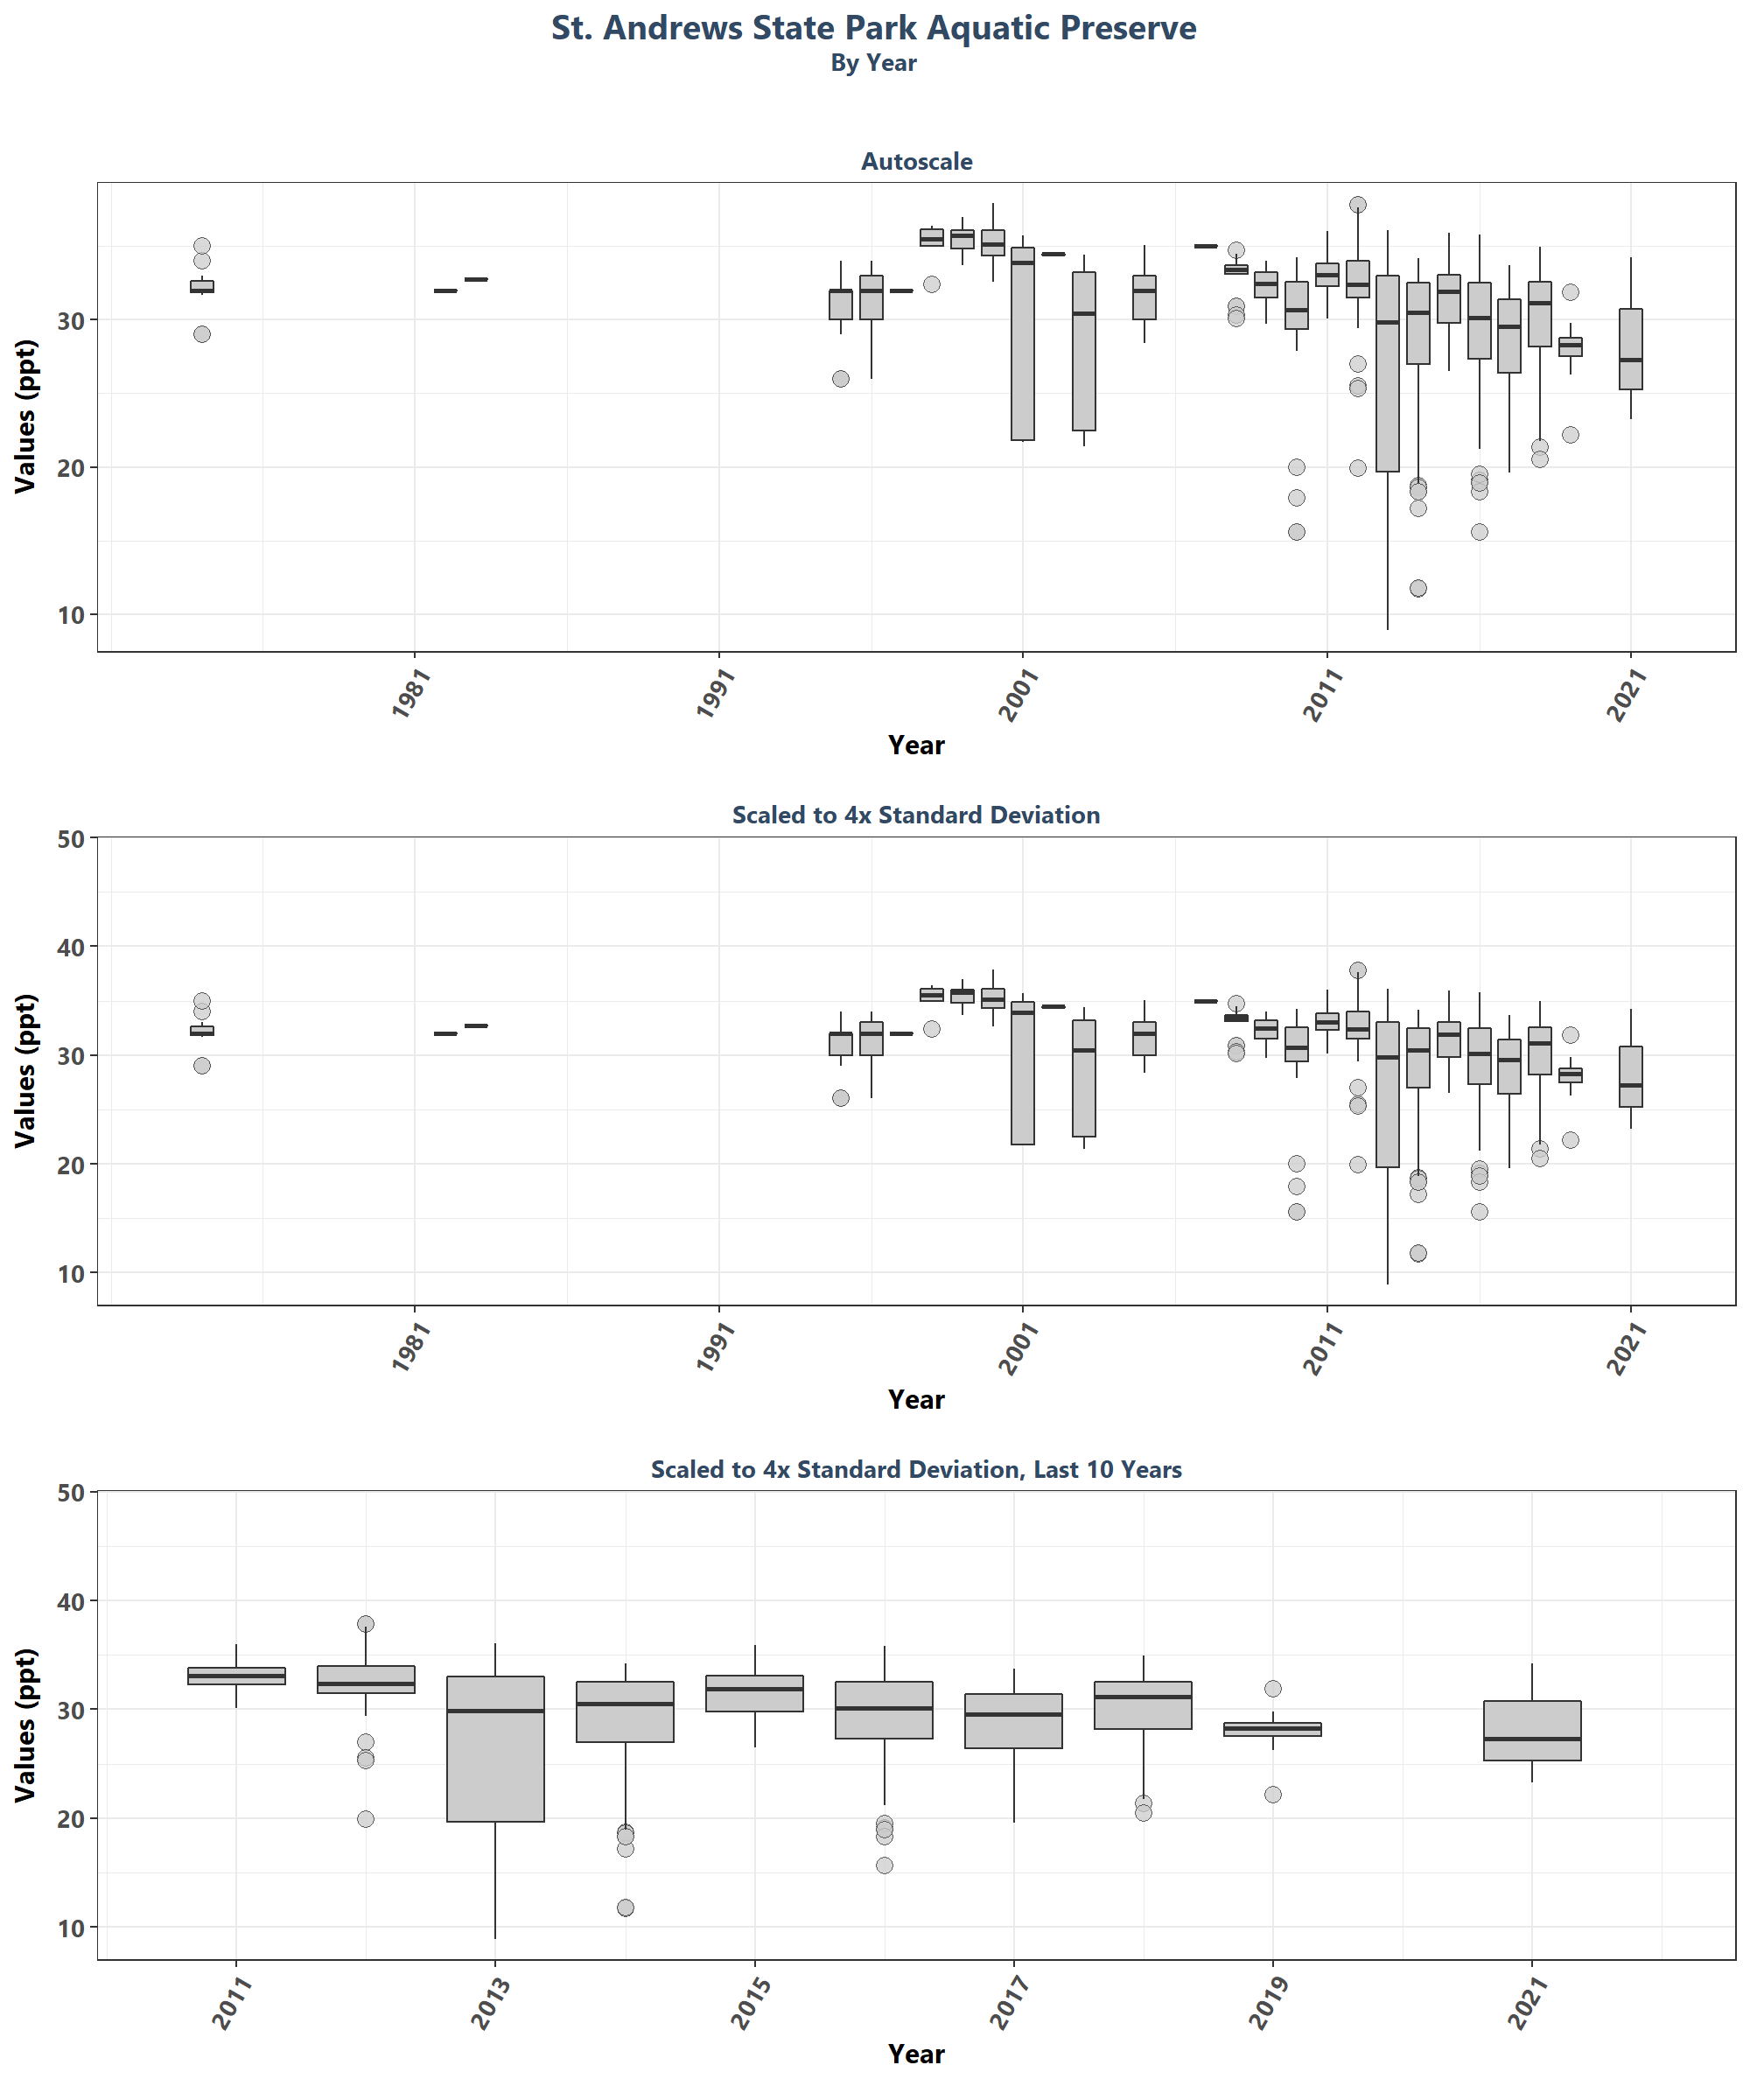 St. Andrews State Park Aquatic Preserve
By Year
Autoscale
Values (ppt)
30
20
10
1981
1991
2001
2011
2021
Year
Scaled to 4x Standard Deviation
Values (ppt)
50
40
30
20
10
1981
1991
2001
2011
2021
Year
Scaled to 4x Standard Deviation, Last 10 Years
Values (ppt)
50
40
30
20
10
2011
2013
2015
2017
2019
2021
Year